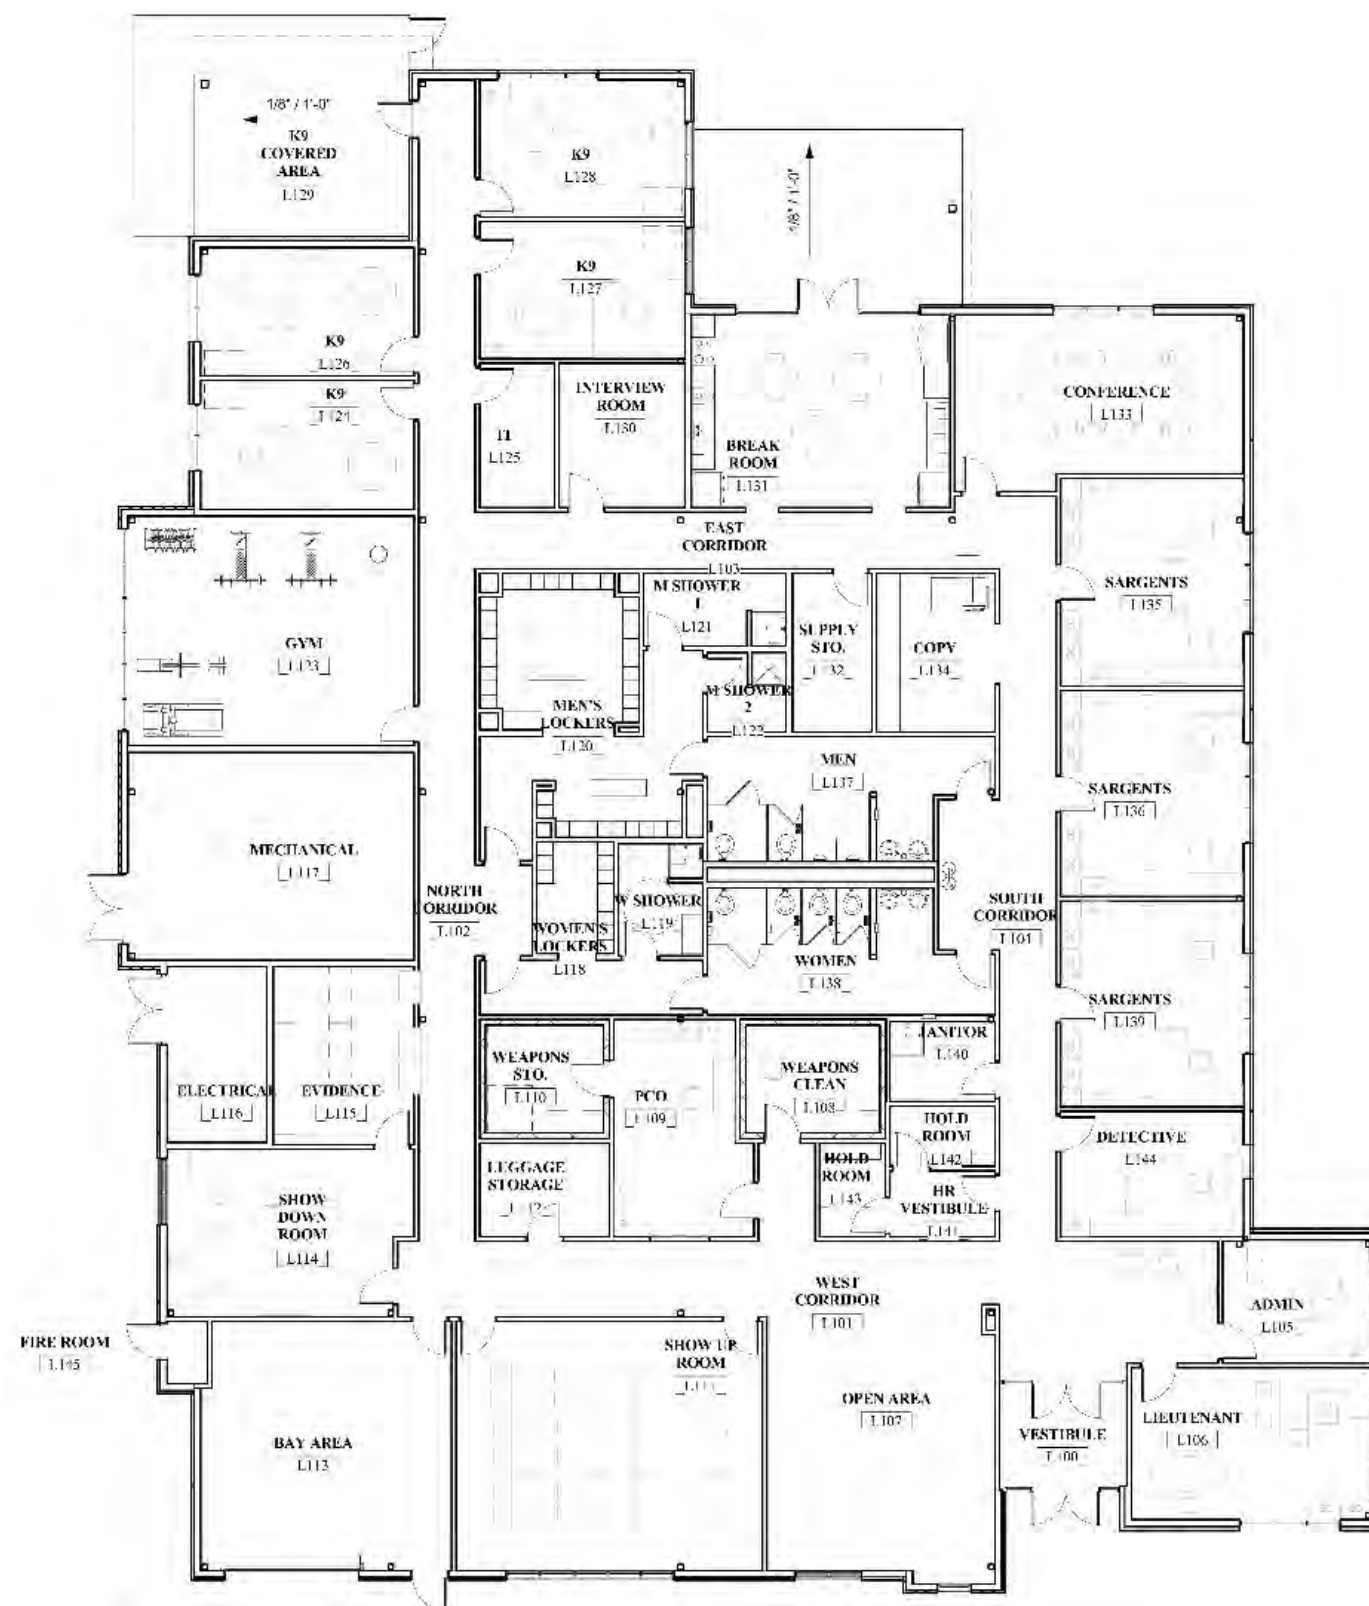 1/8" / 1'-0"
K9
COVERED
AREA
L129
K9
L128
1/8" / 1'-0"
K9
L127
K9
L126
K9
L124
INTERVIEW
ROOM
L130
IT
L125
BREAK
ROOM
L131
CONFERENCE
L133
EAST
CORRIDOR
L103
M SHOWER
1
L121
SARGENTS
L135
GYM
L123
SUPPLY
STO.
L132
COPY
L134
M SHOWER
2
L122
MEN'S
LOCKERS
L120
MEN
L137
SARGENTS
L136
MECHANICAL
L117
NORTH
CORRIDOR
L102
W SHOWER
L119
WOMEN'S
LOCKERS
L118
SOUTH
CORRIDOR
L104
WOMEN
L138
SARGENTS
L139
JANITOR
L140
WEAPONS
STO.
L110
PCO
L109
WEAPONS
CLEAN
L108
ELECTRICAL
L116
EVIDENCE
L115
HOLD
ROOM
L142
DETECTIVE
L144
LUGGAGE
STORAGE
L112
HOLD
ROOM
L143
HR
VESTIBULE
L141
SHOW
DOWN
ROOM
L114
WEST
CORRIDOR
L101
ADMIN
L105
FIRE ROOM
L145
SHOW UP
ROOM
OPEN AREA
L107
LIEUTENANT
L106
VESTIBULE
L100
BAY AREA
L113